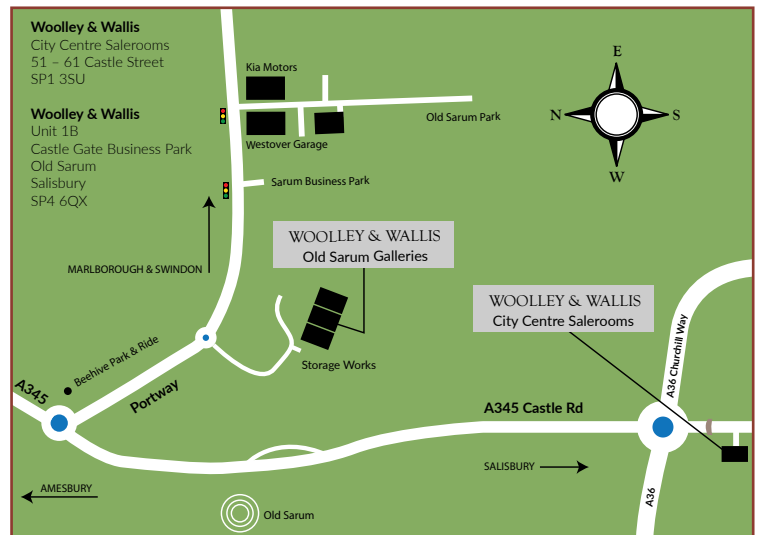 Woolley & Wallis
City Centre Salerooms
51 – 61 Castle Street
SP1 3SU
Woolley & Wallis
Unit 1B
Castle Gate Business Park
Old Sarum
Salisbury
SP4 6QX
Kia Motors
Old Sarum Park
Westover Garage
Sarum Business Park
E
N
S
W
MARLBOROUGH & SWINDON
WOOLLEY & WALLIS
Old Sarum Galleries
WOOLLEY & WALLIS
City Centre Salerooms
A36 Churchill Way
Beehive Park & Ride
Storage Works
A345
Portway
A345 Castle Rd
SALISBURY
AMESBURY
A36
Old Sarum